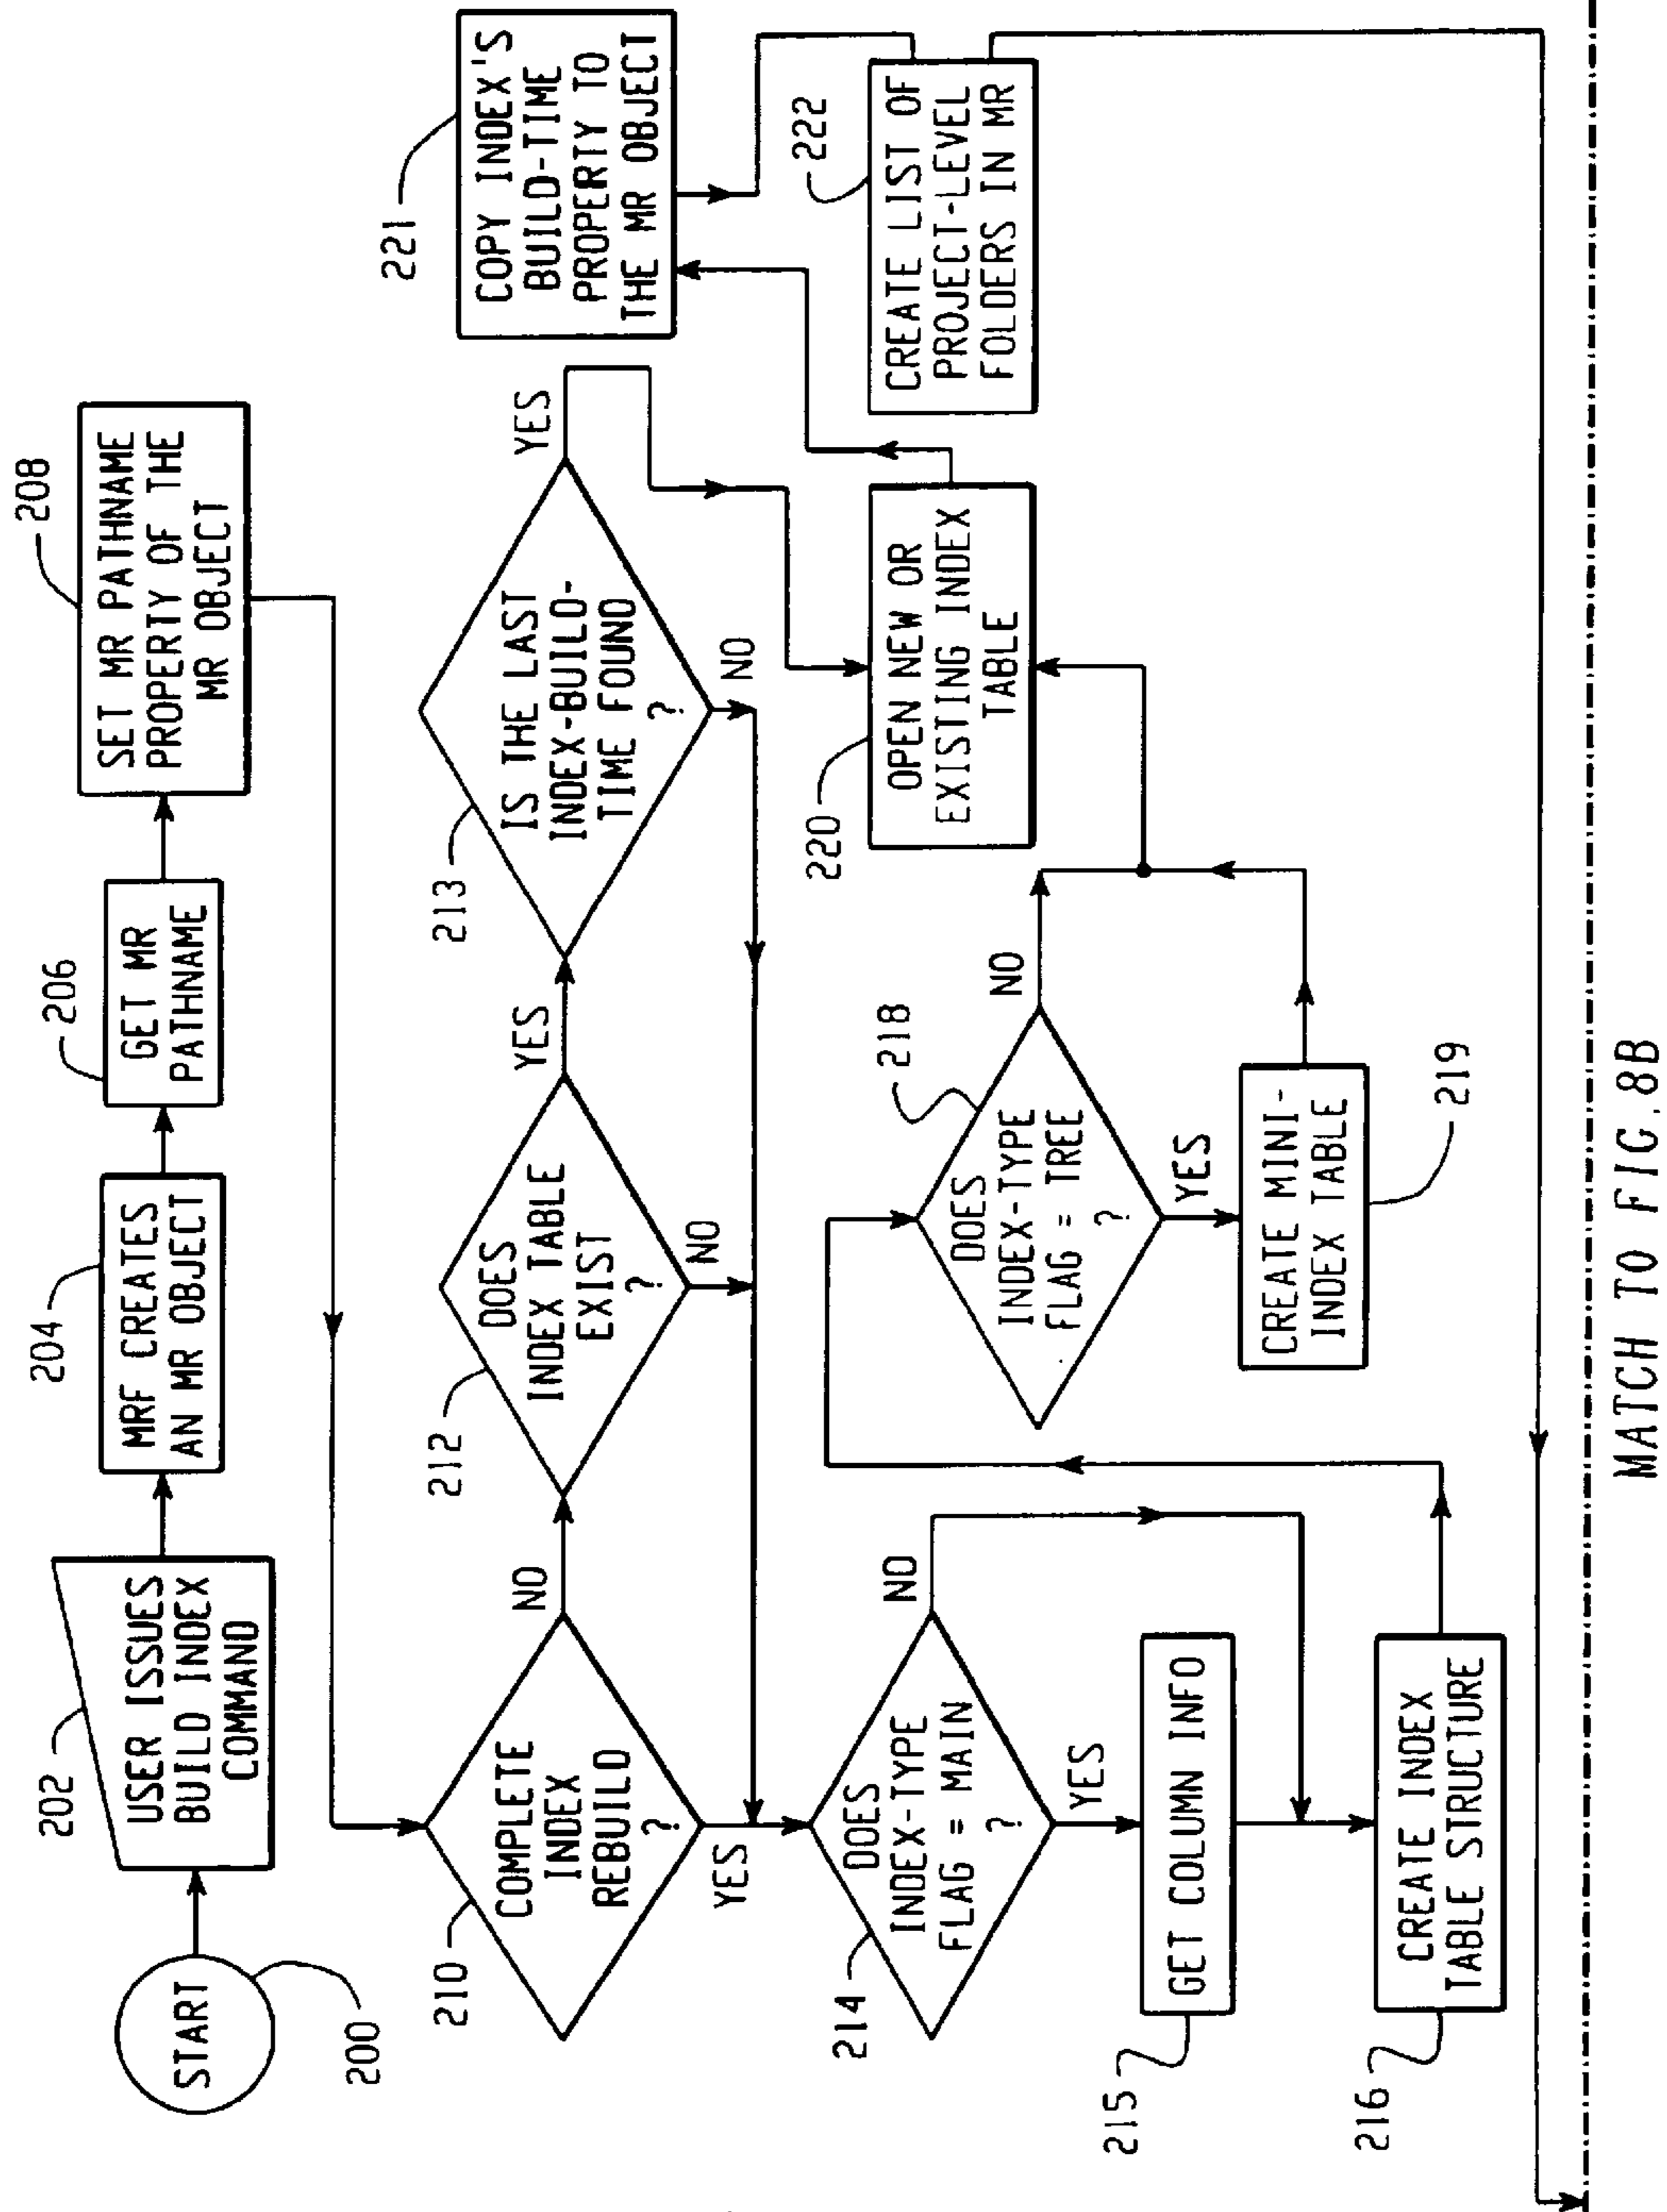 START
200
202
USER ISSUES
BUILD INDEX
COMMAND
204
MRF CREATES
AN MR OBJECT
206
GET MR
PATHNAME
208
SET MR PATHNAME
PROPERTY OF THE
MR OBJECT
210
COMPLETE
INDEX
REBUILD
?
NO
YES
212
DOES
INDEX TABLE
EXIST
?
YES
NO
213
IS THE LAST
INDEX-BUILD-
TIME FOUND
?
YES
NO
214
DOES
INDEX-TYPE
FLAG = MAIN
?
NO
YES
215
GET COLUMN INFO
216
CREATE INDEX
TABLE STRUCTURE
218
DOES
INDEX-TYPE
FLAG = TREE
?
NO
YES
CREATE MINI-
INDEX TABLE
219
220
OPEN NEW OR
EXISTING INDEX
TABLE
221
COPY INDEX'S
BUILD-TIME
PROPERTY TO
THE MR OBJECT
222
CREATE LIST OF
PROJECT-LEVEL
FOLDERS IN MR
MATCH TO FIG. 8B